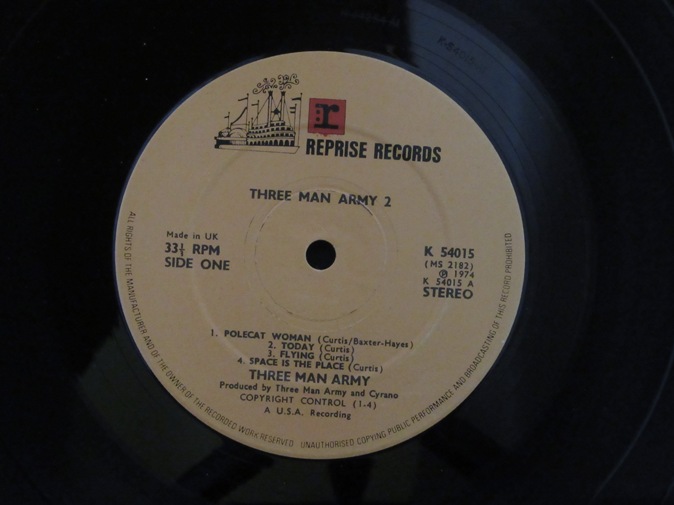 r
REPRISE RECORDS
THREE MAN ARMY 2
Made in UK
33⅓ RPM
SIDE ONE
K 54015
(MS 2182)
Ⓟ 1974
K 54015 A
STEREO
1. POLECAT WOMAN (Curtis/Baxter-Hayes)
2. TODAY (Curtis)
3. FLYING (Curtis)
4. SPACE IS THE PLACE (Curtis)
THREE MAN ARMY
Produced by Three Man Army and Cyrano
COPYRIGHT CONTROL (1-4)
A U.S.A. Recording
ALL RIGHTS OF THE MANUFACTURER AND OF THE OWNER OF THE RECORDED WORK RESERVED UNAUTHORISED COPYING PUBLIC PERFORMANCE AND BROADCASTING OF THIS RECORD PROHIBITED